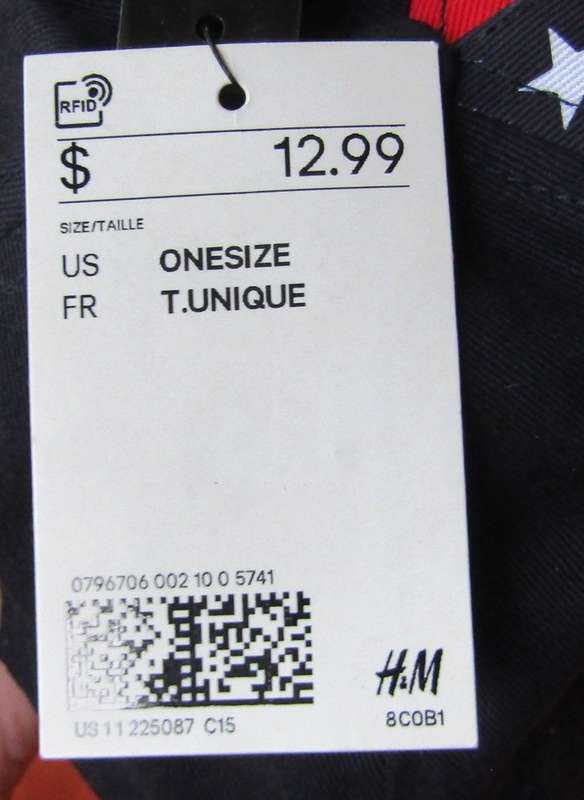 RFID
$ 12.99
SIZE/TAILLE
US ONESIZE
FR T.UNIQUE
0796706 002 10 0 5741
US 11 225087 C15
H&M
8C0B1